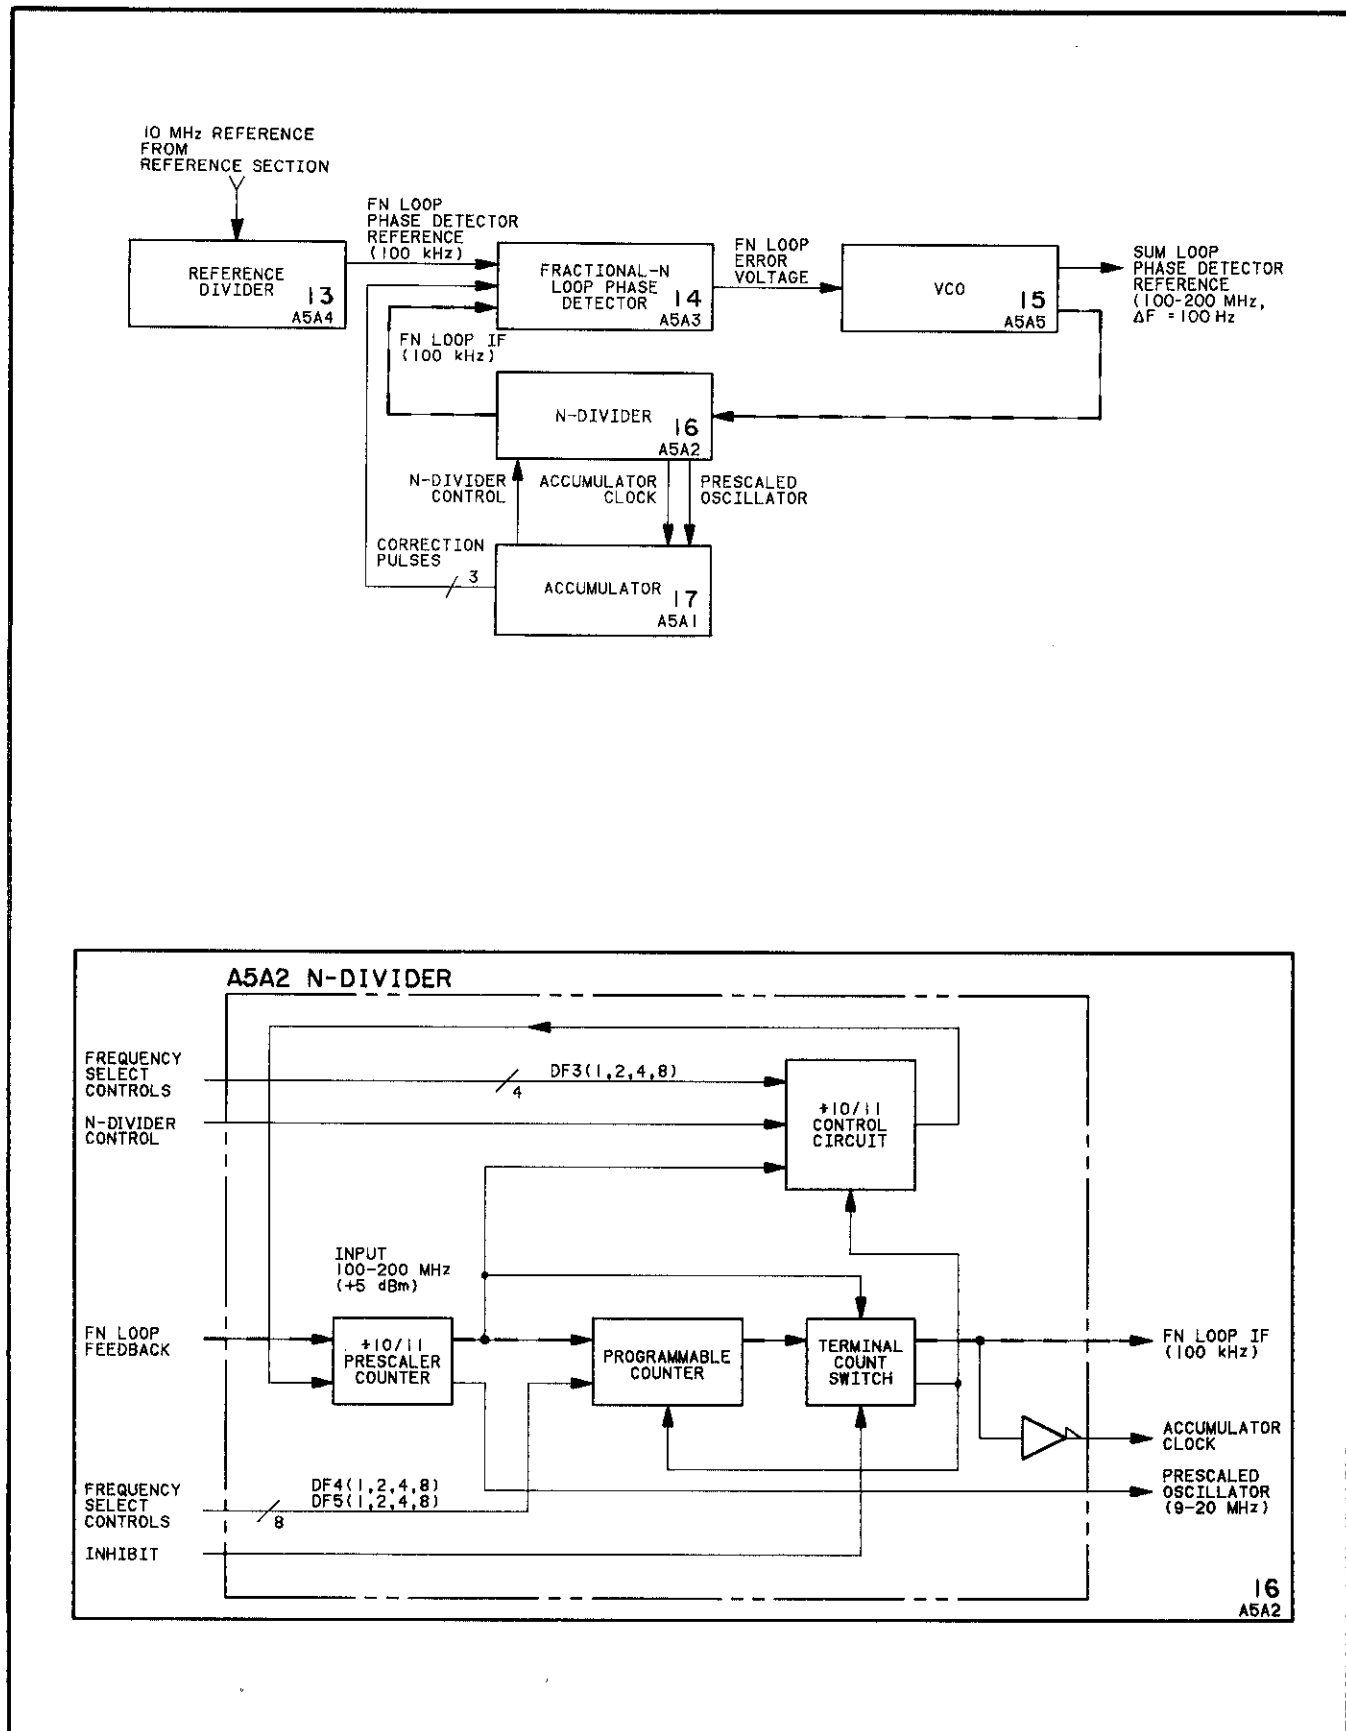 10 MHz REFERENCE
FROM
REFERENCE SECTION
REFERENCE
DIVIDER
13
A5A4
FN LOOP
PHASE DETECTOR
REFERENCE
(100 kHz)
FRACTIONAL-N
LOOP PHASE
DETECTOR
14
A5A3
FN LOOP
ERROR
VOLTAGE
VCO
15
A5A5
SUM LOOP
PHASE DETECTOR
REFERENCE
(100-200 MHz,
ΔF = 100 Hz
FN LOOP IF
(100 kHz)
N-DIVIDER
16
A5A2
N-DIVIDER
CONTROL
ACCUMULATOR
CLOCK
PRESCALED
OSCILLATOR
CORRECTION
PULSES
3
ACCUMULATOR
17
A5A1
A5A2 N-DIVIDER
FREQUENCY
SELECT
CONTROLS
4
DF3(1,2,4,8)
N-DIVIDER
CONTROL
÷10/11
CONTROL
CIRCUIT
INPUT
100-200 MHz
(+5 dBm)
FN LOOP
FEEDBACK
÷10/11
PRESCALER
COUNTER
PROGRAMMABLE
COUNTER
TERMINAL
COUNT
SWITCH
FN LOOP IF
(100 kHz)
ACCUMULATOR
CLOCK
PRESCALED
OSCILLATOR
(9-20 MHz)
FREQUENCY
SELECT
CONTROLS
8
DF4(1,2,4,8)
DF5(1,2,4,8)
INHIBIT
16
A5A2